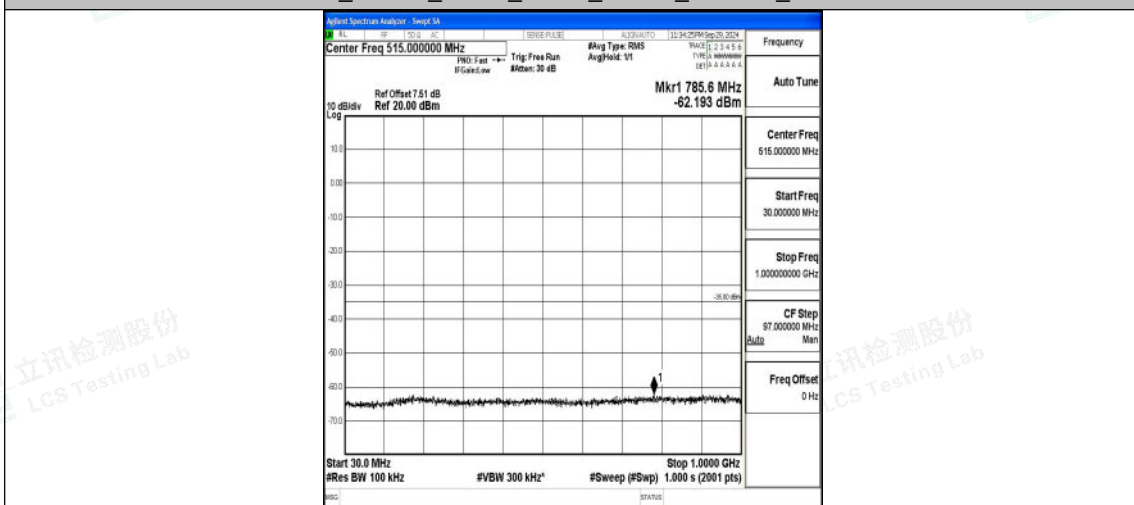 Agilent Spectrum Analyzer - Swept SA
RL RF 50 Ω AC SENSE:PULSE ALIGNAUTO 11:34:25PM Sep 29, 2024
Center Freq 515.000000 MHz
PNO: Fast
IFGain:Low
Trig: Free Run
#Atten: 30 dB
#Avg Type: RMS
Avg|Hold: 1/1
TRACE 1 2 3 4 5 6
TYPE A WWWWW
DET A A A A A A
Frequency
Auto Tune
Ref Offset 7.51 dB
Ref 20.00 dBm
10 dB/div
Log
Mkr1 785.6 MHz
-62.193 dBm
10.0
0.00
-10.0
-20.0
-30.0
-40.0
-50.0
-60.0
-70.0
1
Center Freq
515.000000 MHz
Start Freq
30.000000 MHz
Stop Freq
1.000000000 GHz
CF Step
97.000000 MHz
Auto Man
Freq Offset
0 Hz
Start 30.0 MHz
#Res BW 100 kHz
#VBW 300 kHz*
Stop 1.0000 GHz
#Sweep (#Swp) 1.000 s (2001 pts)
MSG
STATUS
立讯检测股份
LCS Testing Lab
立讯检测股份
LCS Testing Lab